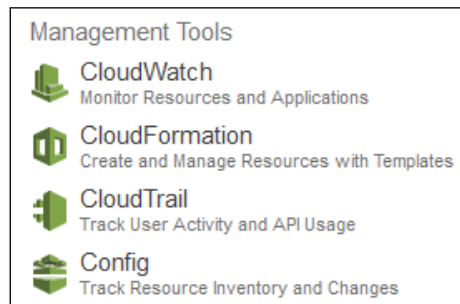 Management Tools
CloudWatch
Monitor Resources and Applications
CloudFormation
Create and Manage Resources with Templates
CloudTrail
Track User Activity and API Usage
Config
Track Resource Inventory and Changes